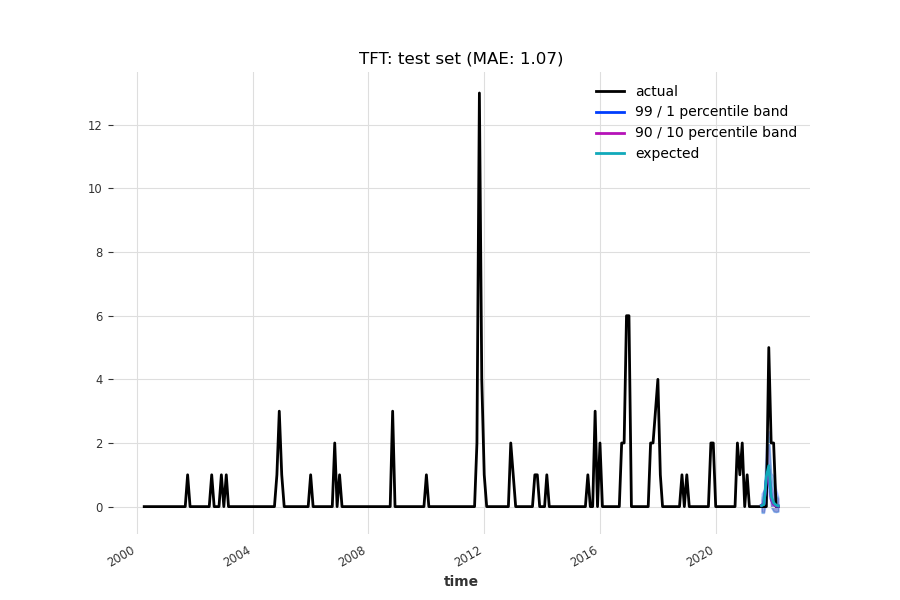 TFT: test set (MAE: 1.07)
actual
99 / 1 percentile band
90 / 10 percentile band
expected
12
10
8
6
4
2
0
2000
2004
2008
2012
2016
2020
time